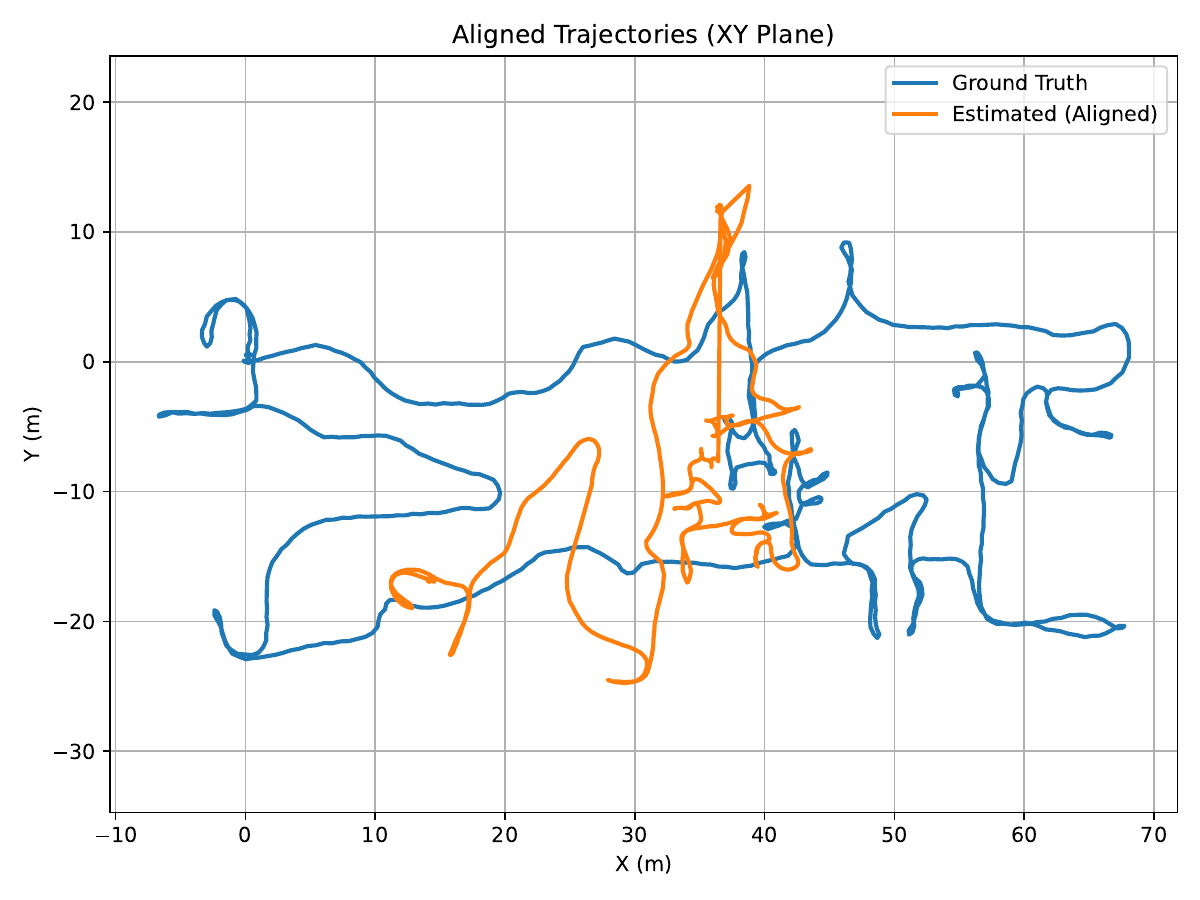 Aligned Trajectories (XY Plane)
Ground Truth
Estimated (Aligned)
20
10
0
−10
−20
−30
Y (m)
−10 0 10 20 30 40 50 60 70
X (m)